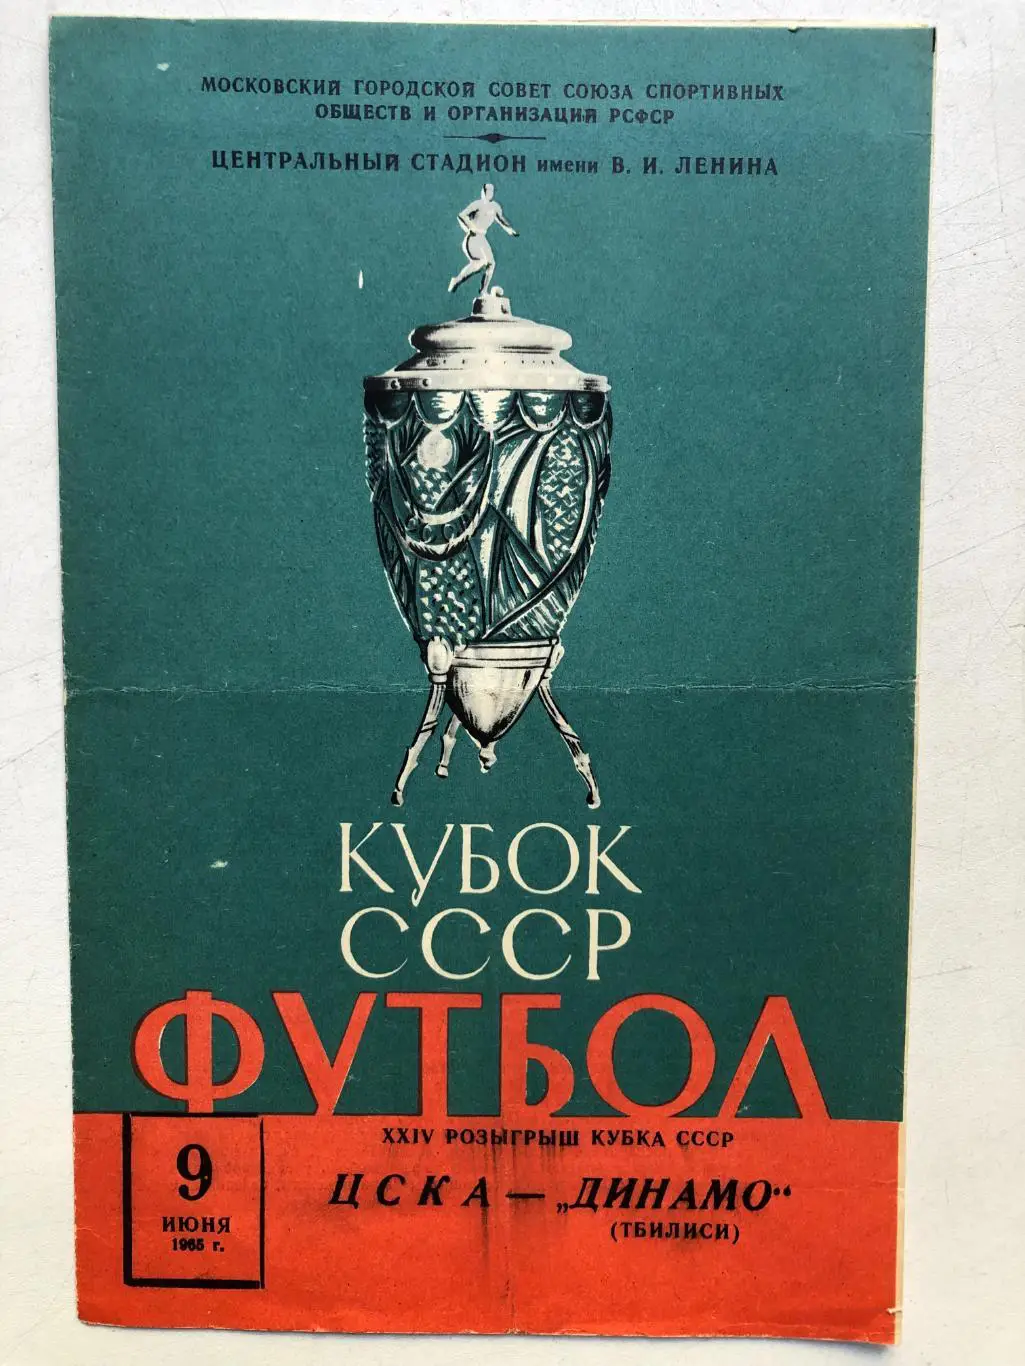 МОСКОВСКИЙ ГОРОДСКОЙ СОВЕТ СОЮЗА СПОРТИВНЫХ
ОБЩЕСТВ И ОРГАНИЗАЦИЙ РСФСР
ЦЕНТРАЛЬНЫЙ СТАДИОН имени В. И. ЛЕНИНА
СССР
КУБОК
СССР
ФУТБОЛ
XXIV РОЗЫГРЫШ КУБКА СССР
9
ИЮНЯ
1965 г.
ЦСКА — „ДИНАМО“
(ТБИЛИСИ)